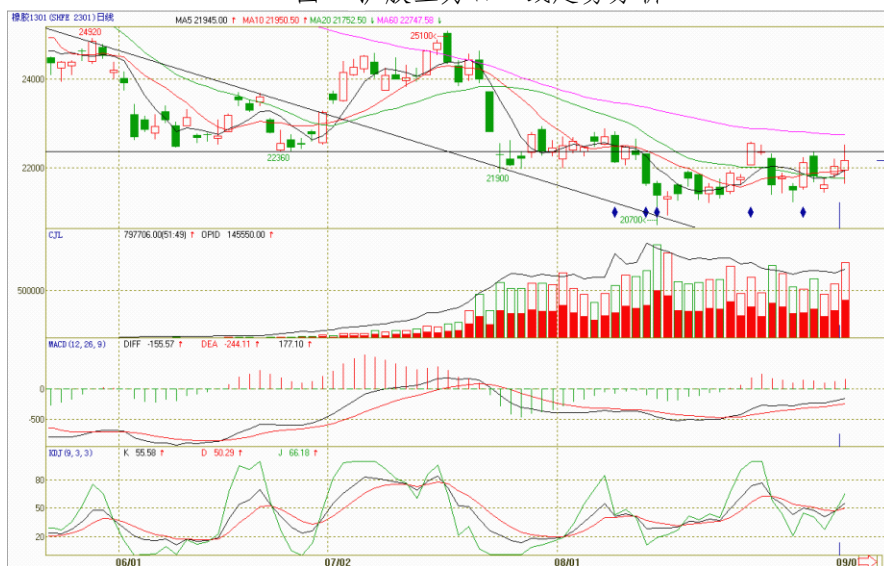 橡胶1301(SHFE 2301)日线 MA5 21945.00 ↑ MA10 21950.50 ↑ MA20 21752.50 ↓ MA60 22747.58 ↓
24920
25100
24000
22360
22000
21900
20700
CJL 797706.00(51:49) ↑ OPID 145550.00 ↑
500000
MACD(12,26,9) DIFF -155.57 ↑ DEA -244.11 ↑ 177.10 ↑
0
-500
KDJ(9,3,3) K 55.58 ↑ D 50.29 ↑ J 66.18 ↑
80
50
20
06/01 07/02 08/01 09/0